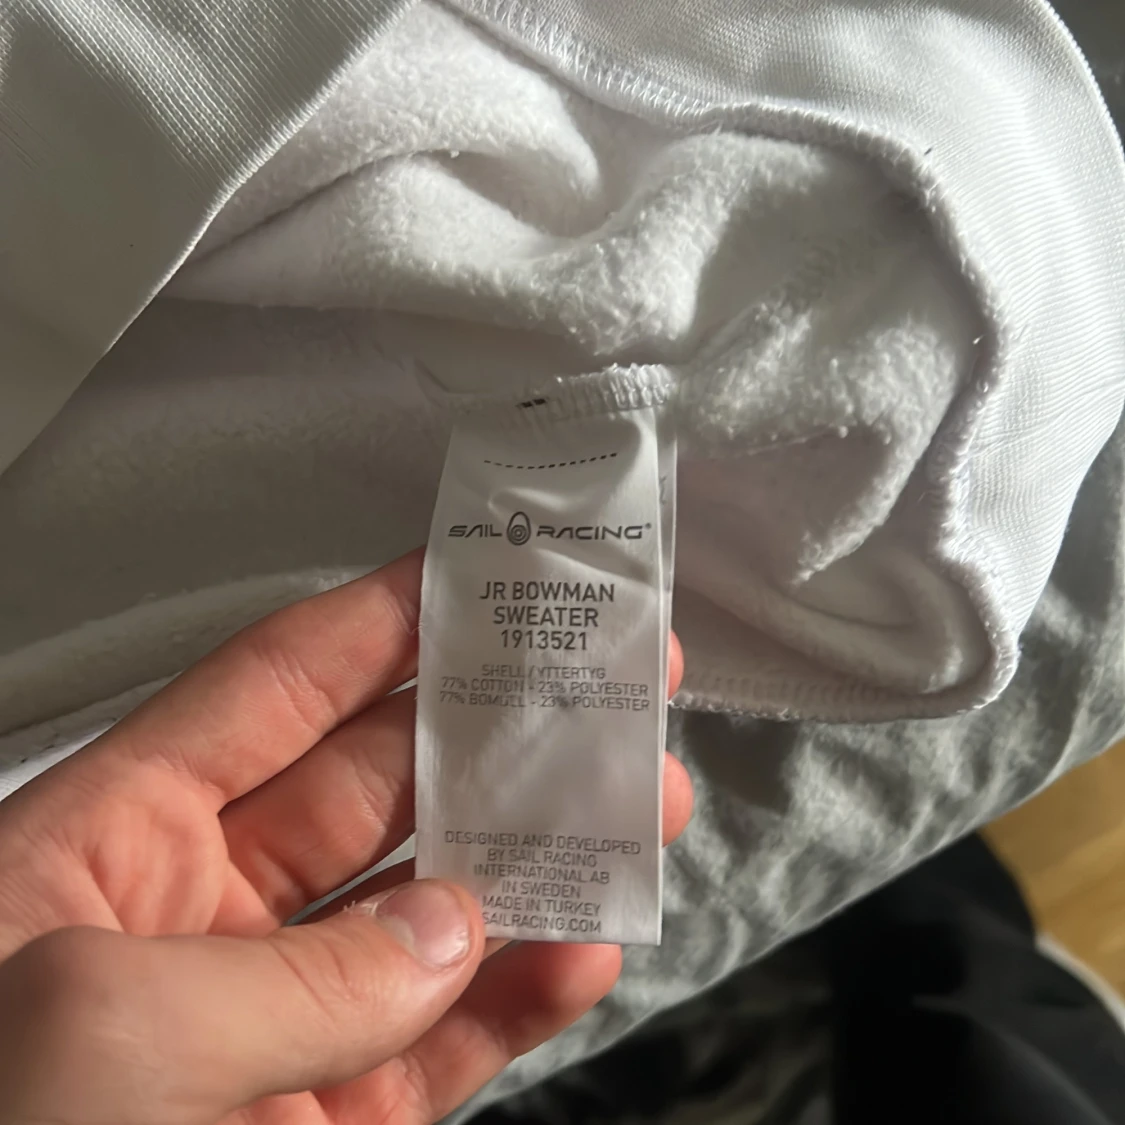 SAIL RACING®
JR BOWMAN
SWEATER
1913521
SHELL / YTTERTYG
77% COTTON - 23% POLYESTER
77% BOMULL - 23% POLYESTER
DESIGNED AND DEVELOPED
BY SAIL RACING
INTERNATIONAL AB
IN SWEDEN
MADE IN TURKEY
SAILRACING.COM